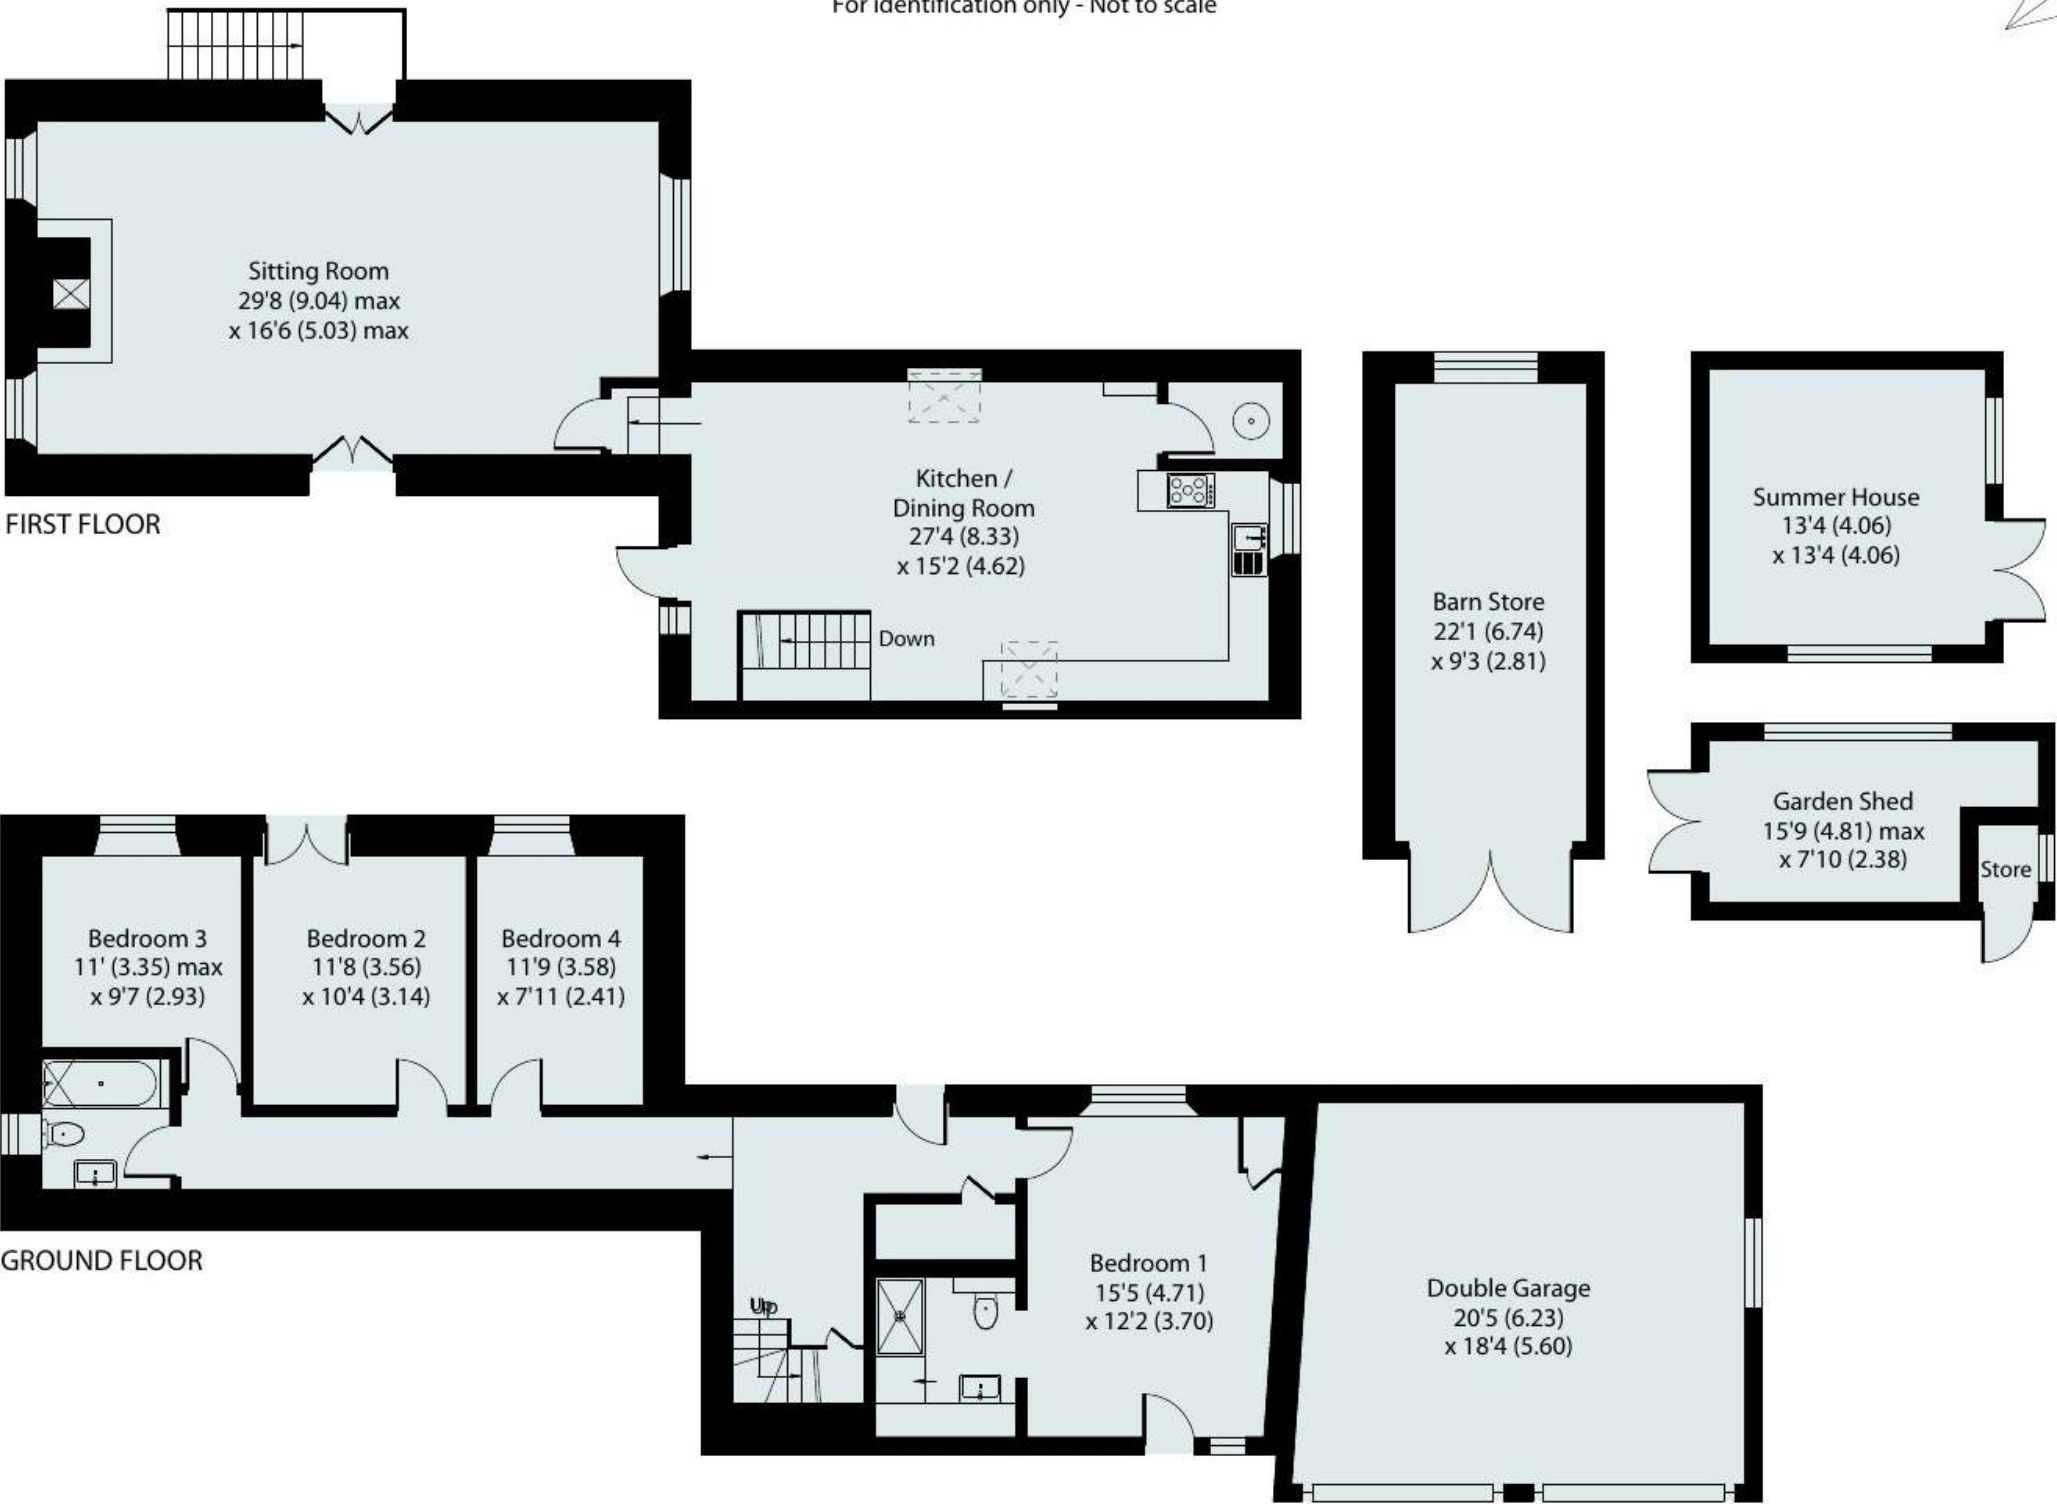 For identification only - Not to scale
Sitting Room
29'8 (9.04) max
x 16'6 (5.03) max
FIRST FLOOR
Kitchen /
Dining Room
27'4 (8.33)
x 15'2 (4.62)
Down
Barn Store
22'1 (6.74)
x 9'3 (2.81)
Summer House
13'4 (4.06)
x 13'4 (4.06)
Garden Shed
15'9 (4.81) max
x 7'10 (2.38)
Store
Bedroom 3
11' (3.35) max
x 9'7 (2.93)
Bedroom 2
11'8 (3.56)
x 10'4 (3.14)
Bedroom 4
11'9 (3.58)
x 7'11 (2.41)
GROUND FLOOR
Up
Bedroom 1
15'5 (4.71)
x 12'2 (3.70)
Double Garage
20'5 (6.23)
x 18'4 (5.60)